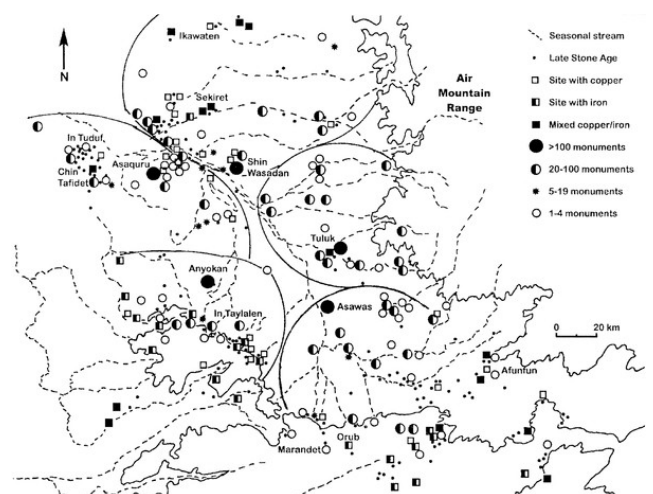 Ikawaten
N
Sekiret
Air
Mountain
Range
In Tuduf
Chin
Tafidet
Asaquru
Shin
Wasadan
Tuluk
Anyokan
Asawas
In Taylalen
Afunfun
Marandet
Orub
Seasonal stream
Late Stone Age
Site with copper
Site with iron
Mixed copper/iron
>100 monuments
20-100 monuments
5-19 monuments
1-4 monuments
0 20 km